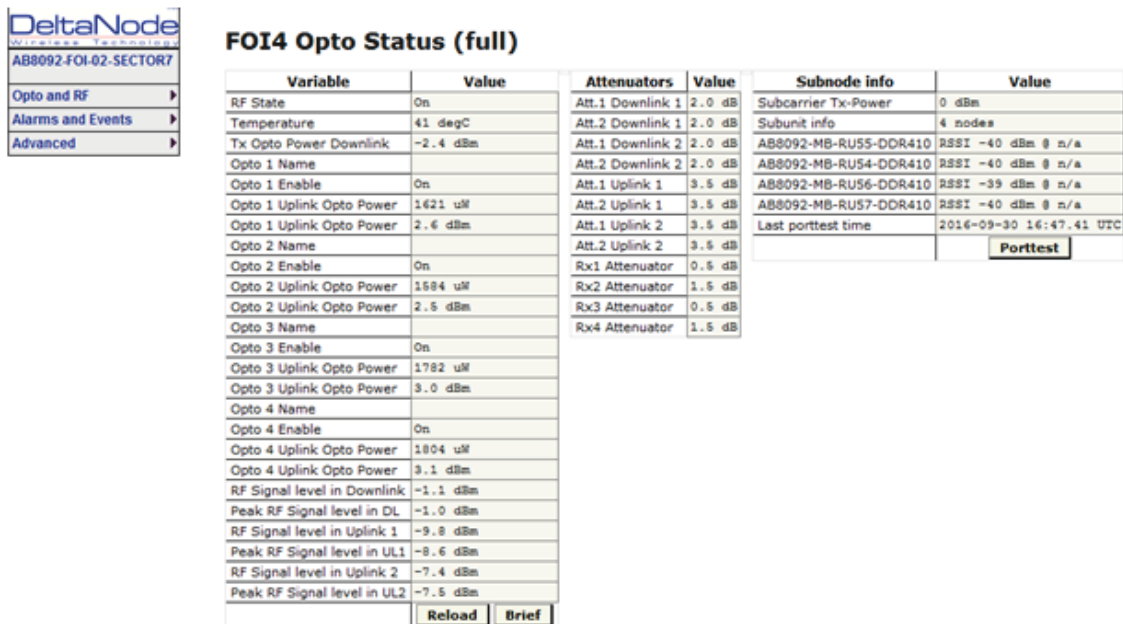 DeltaNode
Wireless Technology
AB8092-FOI-02-SECTOR7
Opto and RF
Alarms and Events
Advanced
FOI4 Opto Status (full)
Variable Value
RF State On
Temperature 41 degC
Tx Opto Power Downlink -2.4 dBm
Opto 1 Name
Opto 1 Enable On
Opto 1 Uplink Opto Power 1621 uW
Opto 1 Uplink Opto Power 2.6 dBm
Opto 2 Name
Opto 2 Enable On
Opto 2 Uplink Opto Power 1584 uW
Opto 2 Uplink Opto Power 2.5 dBm
Opto 3 Name
Opto 3 Enable On
Opto 3 Uplink Opto Power 1782 uW
Opto 3 Uplink Opto Power 3.0 dBm
Opto 4 Name
Opto 4 Enable On
Opto 4 Uplink Opto Power 1804 uW
Opto 4 Uplink Opto Power 3.1 dBm
RF Signal level in Downlink -1.1 dBm
Peak RF Signal level in DL -1.0 dBm
RF Signal level in Uplink 1 -9.8 dBm
Peak RF Signal level in UL1 -8.6 dBm
RF Signal level in Uplink 2 -7.4 dBm
Peak RF Signal level in UL2 -7.5 dBm
Reload Brief
Attenuators Value
Att.1 Downlink 1 2.0 dB
Att.2 Downlink 1 2.0 dB
Att.1 Downlink 2 2.0 dB
Att.2 Downlink 2 2.0 dB
Att.1 Uplink 1 3.5 dB
Att.2 Uplink 1 3.5 dB
Att.1 Uplink 2 3.5 dB
Att.2 Uplink 2 3.5 dB
Rx1 Attenuator 0.5 dB
Rx2 Attenuator 1.5 dB
Rx3 Attenuator 0.5 dB
Rx4 Attenuator 1.5 dB
Subnode info Value
Subcarrier Tx-Power 0 dBm
Subunit info 4 nodes
AB8092-MB-RU55-DDR410 RSSI -40 dBm @ n/a
AB8092-MB-RU54-DDR410 RSSI -40 dBm @ n/a
AB8092-MB-RU56-DDR410 RSSI -39 dBm @ n/a
AB8092-MB-RU57-DDR410 RSSI -40 dBm @ n/a
Last porttest time 2016-09-30 16:47.41 UTC
Porttest